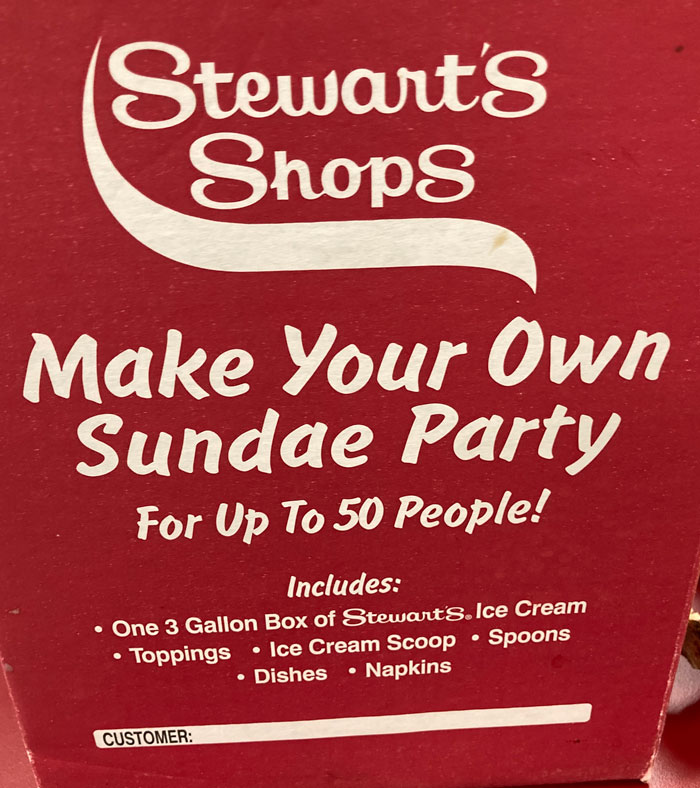 Stewart's
Shops
Make Your Own
Sundae Party
For Up To 50 People!
Includes:
• One 3 Gallon Box of Stewart's® Ice Cream
• Toppings • Ice Cream Scoop • Spoons
• Dishes • Napkins
CUSTOMER: